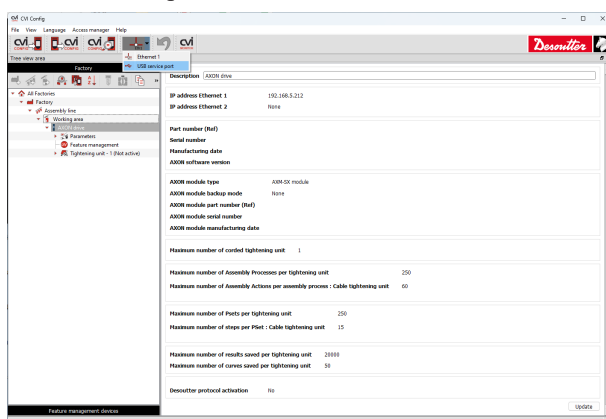 CVI Config
File View Language Access manager Help
CVI CONFIG CVI CONFIG CVI CONFIG CVI
Desoutter
Tree view area
Ethernet 1
USB service port
Factory
»
Description AXON drive
All Factories
Factory
Assembly line
Working area
AXON drive
Parameters
Feature management
Tightening unit - 1 (Not active)
IP address Ethernet 1 192.168.5.212
IP address Ethernet 2 None
Part number (Ref)
Serial number
Manufacturing date
AXON software version
AXON module type AXM-SX module
AXON module backup mode None
AXON module part number (Ref)
AXON module serial number
AXON module manufacturing date
Maximum number of corded tightening unit 1
Maximum number of Assembly Processes per tightening unit 250
Maximum number of Assembly Actions per assembly process : Cable tightening unit 60
Maximum number of Psets per tightening unit 250
Maximum number of steps per PSet : Cable tightening unit 15
Maximum number of results saved per tightening unit 20000
Maximum number of curves saved per tightening unit 50
Desoutter protocol activation No
Update
Feature management devices